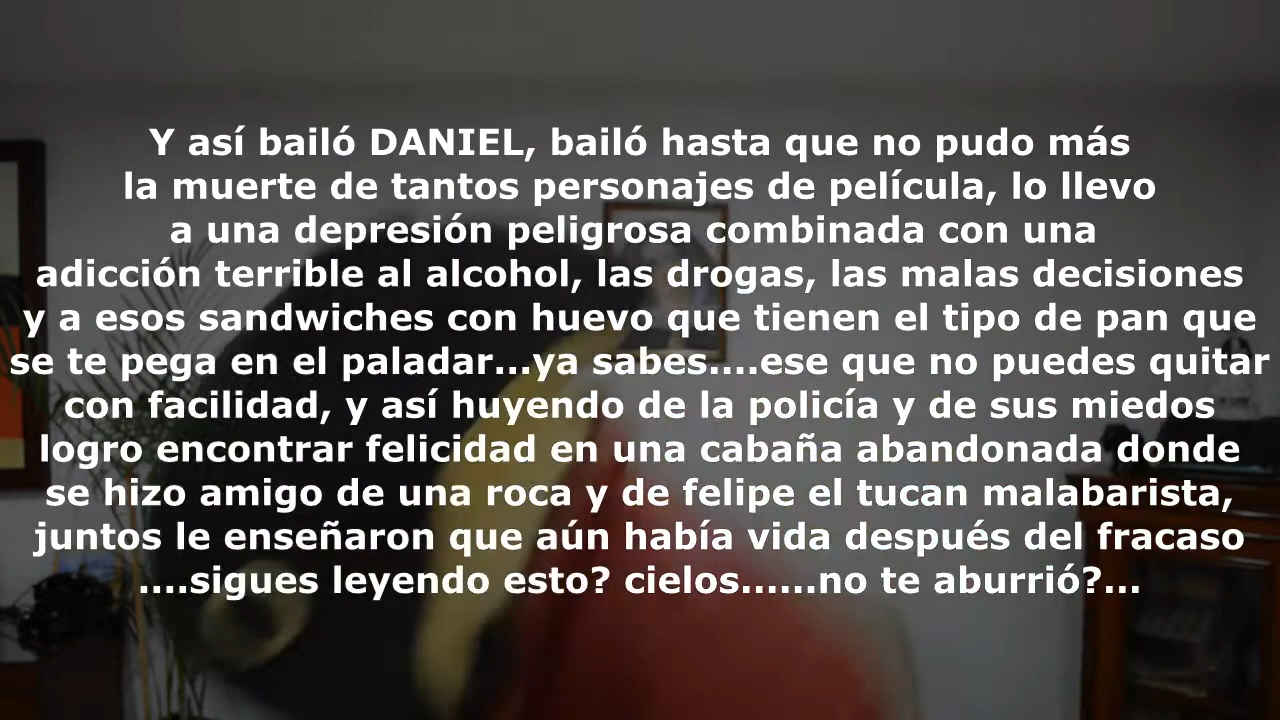 Y así bailó DANIEL, bailó hasta que no pudo más
la muerte de tantos personajes de película, lo llevo
a una depresión peligrosa combinada con una
adicción terrible al alcohol, las drogas, las malas decisiones
y a esos sandwiches con huevo que tienen el tipo de pan que
se te pega en el paladar...ya sabes....ese que no puedes quitar
con facilidad, y así huyendo de la policía y de sus miedos
logro encontrar felicidad en una cabaña abandonada donde
se hizo amigo de una roca y de felipe el tucan malabarista,
juntos le enseñaron que aún había vida después del fracaso
....sigues leyendo esto? cielos......no te aburrió?...